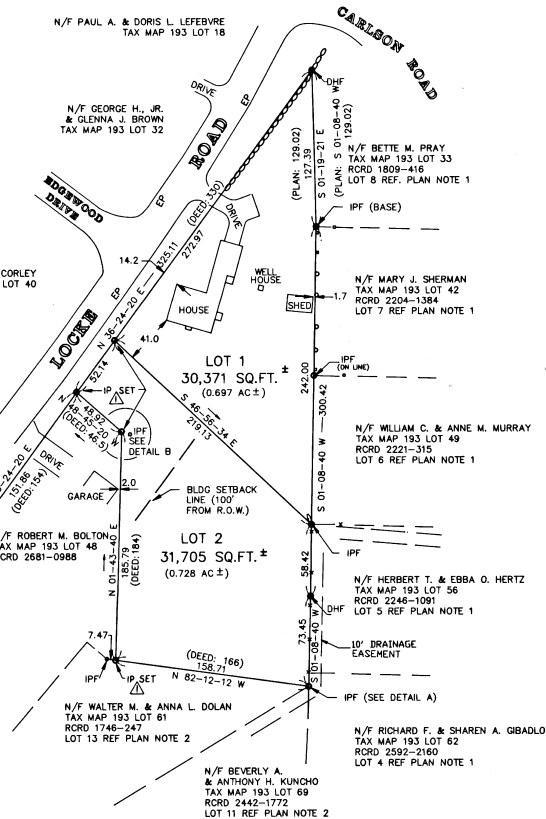 N/F PAUL A. & DORIS L. LEFEBVRE
TAX MAP 193 LOT 18
CARLSON ROAD
DHF
DRIVE
EP
N/F GEORGE H., JR.
& GLENNA J. BROWN
TAX MAP 193 LOT 32
ROAD
(PLAN: 129.02)
127.39
S 01-19-21 E
(PLAN: S 01-08-40 W
129.02)
N/F BETTE M. PRAY
TAX MAP 193 LOT 33
RCRD 1809-416
LOT 8 REF. PLAN NOTE 1
EDGEWOOD
DRIVE
EP
(DEED:330)
DRIVE
IPF (BASE)
14.2
325.11
272.97
CORLEY
LOT 40
WELL
HOUSE
N/F MARY J. SHERMAN
TAX MAP 193 LOT 42
RCRD 2204-1384
LOT 7 REF PLAN NOTE 1
EP
HOUSE
SHED
1.7
N 36-24-20 E
LOCKE
41.0
LOT 1
30,371 SQ.FT. ±
(0.697 AC±)
IPF
(ON LINE)
242.00
52.14
IP SET
1
S 46-56-34 E
219.13
48.92
N 48-45-20 W
(DEED:46.5)
IPF
SEE
DETAIL B
300.42
S 01-08-40 W
N/F WILLIAM C. & ANNE M. MURRAY
TAX MAP 193 LOT 49
RCRD 2221-315
LOT 6 REF PLAN NOTE 1
36-24-20 E
151.86
(DEED:154)
DRIVE
GARAGE
2.0
BLDG SETBACK
LINE (100'
FROM R.O.W.)
N/F ROBERT M. BOLTON
TAX MAP 193 LOT 48
RCRD 2681-0988
N 01-43-40 E
185.79
(DEED:184)
LOT 2
31,705 SQ.FT. ±
(0.728 AC±)
IPF
58.42
N/F HERBERT T. & EBBA O. HERTZ
TAX MAP 193 LOT 56
RCRD 2246-1091
LOT 5 REF PLAN NOTE 1
DHF
73.45
S 01-08-40 W
10' DRAINAGE
EASEMENT
7.47
(DEED: 166)
158.71
N 82-12-12 W
IPF
IP SET
1
IPF (SEE DETAIL A)
N/F WALTER M. & ANNA L. DOLAN
TAX MAP 193 LOT 61
RCRD 1746-247
LOT 13 REF PLAN NOTE 2
N/F RICHARD F. & SHAREN A. GIBADLO
TAX MAP 193 LOT 62
RCRD 2592-2160
LOT 4 REF PLAN NOTE 1
N/F BEVERLY A.
& ANTHONY H. KUNCHO
TAX MAP 193 LOT 69
RCRD 2442-1772
LOT 11 REF PLAN NOTE 2